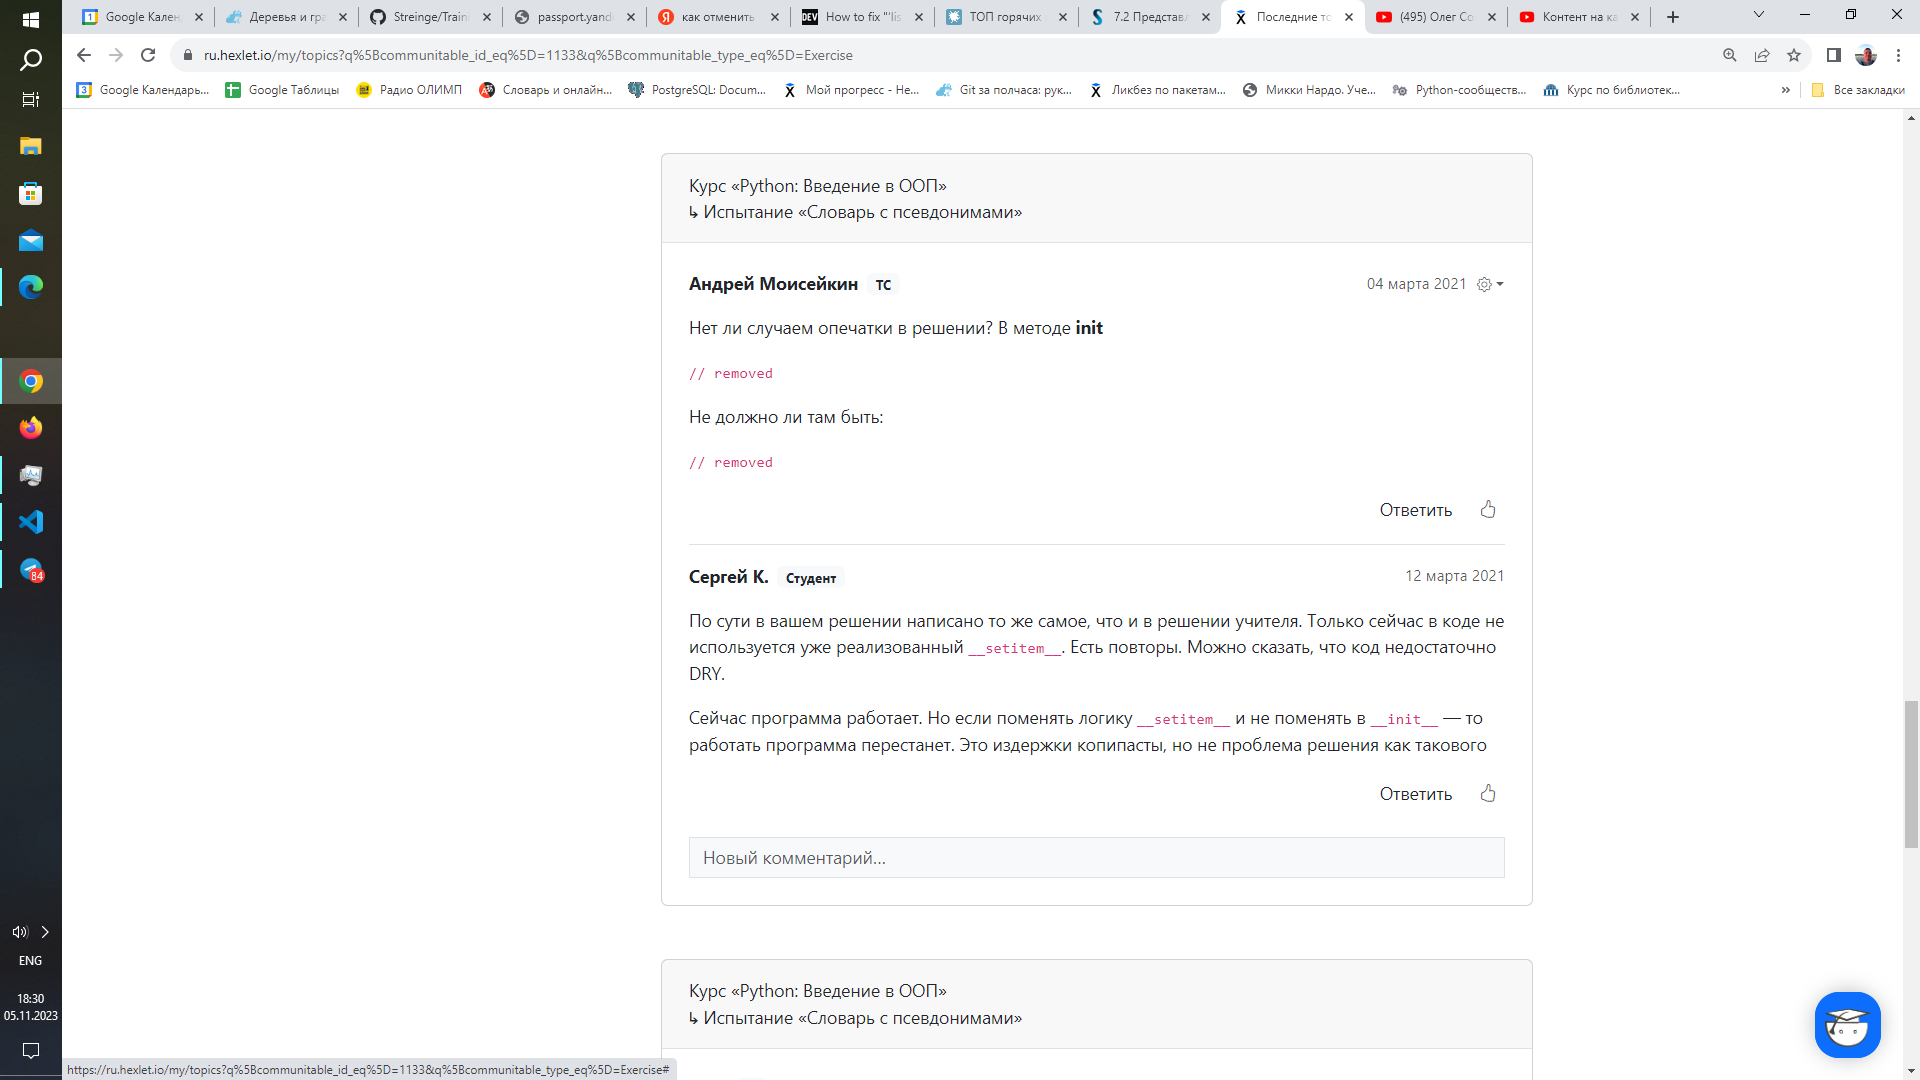 Google Кален,
Деревья и гра
Streinge/Train
passport.yand
как отменить
How to fix "'lis
ТОП горячих
7.2 Представл
Последние то
(495) Олег Со
Контент на ка
ru.hexlet.io/my/topics?q%5Bcommunitable_id_eq%5D=1133&q%5Bcommunitable_type_eq%5D=Exercise
Google Календарь...
Google Таблицы
Радио ОЛИМП
Словарь и онлайн...
PostgreSQL: Docum...
Мой прогресс - Не...
Git за полчаса: рук...
Ликбез по пакетам...
Микки Нардо. Уче...
Python-сообществ...
Курс по библиотек...
»
Все закладки
Курс «Python: Введение в ООП»
↳ Испытание «Словарь с псевдонимами»
Андрей Моисейкин ТС 04 марта 2021
Нет ли случаем опечатки в решении? В методе init
// removed
Не должно ли там быть:
// removed
Ответить
Сергей К. Студент 12 марта 2021
По сути в вашем решении написано то же самое, что и в решении учителя. Только сейчас в коде не
используется уже реализованный __setitem__. Есть повторы. Можно сказать, что код недостаточно
DRY.
Сейчас программа работает. Но если поменять логику __setitem__ и не поменять в __init__ — то
работать программа перестанет. Это издержки копипасты, но не проблема решения как такового
Ответить
Новый комментарий...
Курс «Python: Введение в ООП»
↳ Испытание «Словарь с псевдонимами»
84
ENG
18:30
05.11.2023
https://ru.hexlet.io/my/topics?q%5Bcommunitable_id_eq%5D=1133&q%5Bcommunitable_type_eq%5D=Exercise#